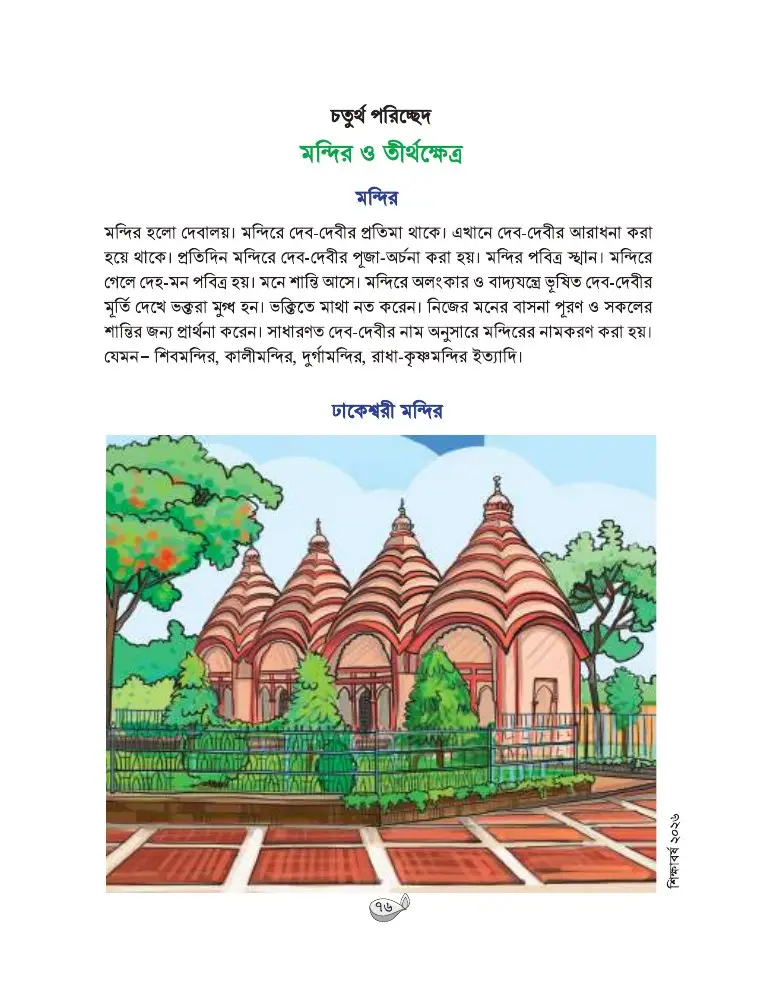 চতুর্থ পরিচ্ছেদ
মন্দির ও তীর্থক্ষেত্র
মন্দির
মন্দির হলো দেবালয়। মন্দিরে দেব-দেবীর প্রতিমা থাকে। এখানে দেব-দেবীর আরাধনা করা
হয়ে থাকে। প্রতিদিন মন্দিরে দেব-দেবীর পূজা-অর্চনা করা হয়। মন্দির পবিত্র স্থান। মন্দিরে
গেলে দেহ-মন পবিত্র হয়। মনে শান্তি আসে। মন্দিরে অলংকার ও বাদ্যযন্ত্রে ভূষিত দেব-দেবীর
মূর্তি দেখে ভক্তরা মুগ্ধ হন। ভক্তিতে মাথা নত করেন। নিজের মনের বাসনা পূরণ ও সকলের
শান্তির জন্য প্রার্থনা করেন। সাধারণত দেব-দেবীর নাম অনুসারে মন্দিরের নামকরণ করা হয়।
যেমন– শিবমন্দির, কালীমন্দির, দুর্গামন্দির, রাধা-কৃষ্ণমন্দির ইত্যাদি।
ঢাকেশ্বরী মন্দির
শিক্ষাবর্ষ ২০২৬
৭৬